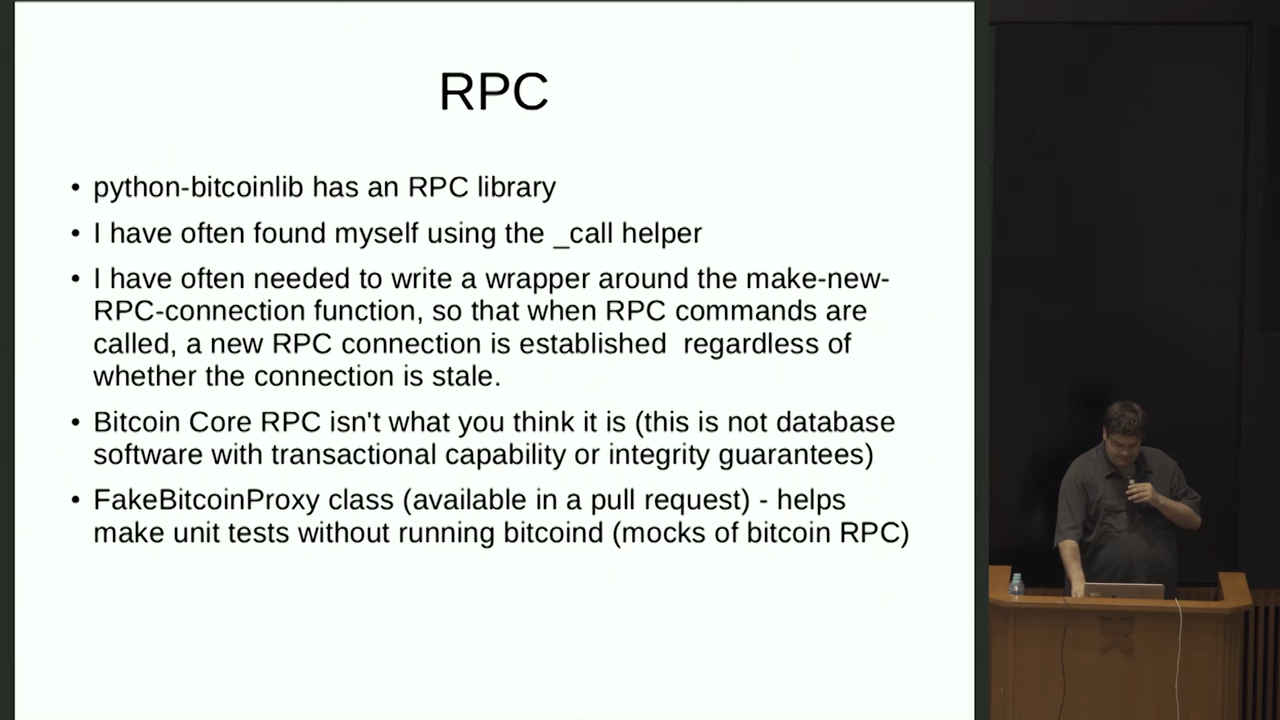 RPC
• python-bitcoinlib has an RPC library
• I have often found myself using the _call helper
• I have often needed to write a wrapper around the make-new-
RPC-connection function, so that when RPC commands are
called, a new RPC connection is established  regardless of
whether the connection is stale.
• Bitcoin Core RPC isn't what you think it is (this is not database
software with transactional capability or integrity guarantees)
• FakeBitcoinProxy class (available in a pull request) - helps
make unit tests without running bitcoind (mocks of bitcoin RPC)